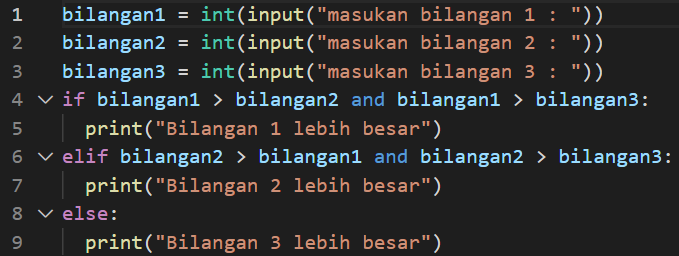 1 bilangan1 = int(input("masukan bilangan 1 : "))
2 bilangan2 = int(input("masukan bilangan 2 : "))
3 bilangan3 = int(input("masukan bilangan 3 : "))
4 if bilangan1 > bilangan2 and bilangan1 > bilangan3:
5   print("Bilangan 1 lebih besar")
6 elif bilangan2 > bilangan1 and bilangan2 > bilangan3:
7   print("Bilangan 2 lebih besar")
8 else:
9   print("Bilangan 3 lebih besar")